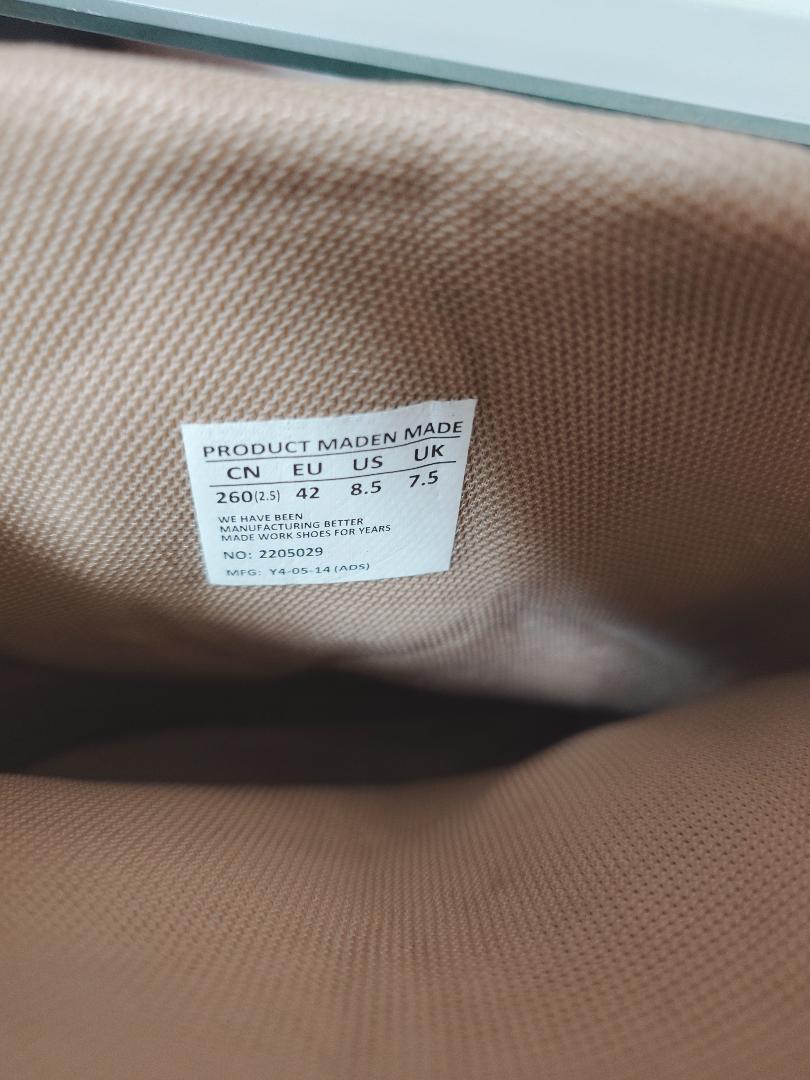 PRODUCT MADEN MADE
CN EU US UK
260(2.5) 42 8.5 7.5
WE HAVE BEEN
MANUFACTURING BETTER
MADE WORK SHOES FOR YEARS
NO: 2205029
MFG: Y4-05-14 (ADS)